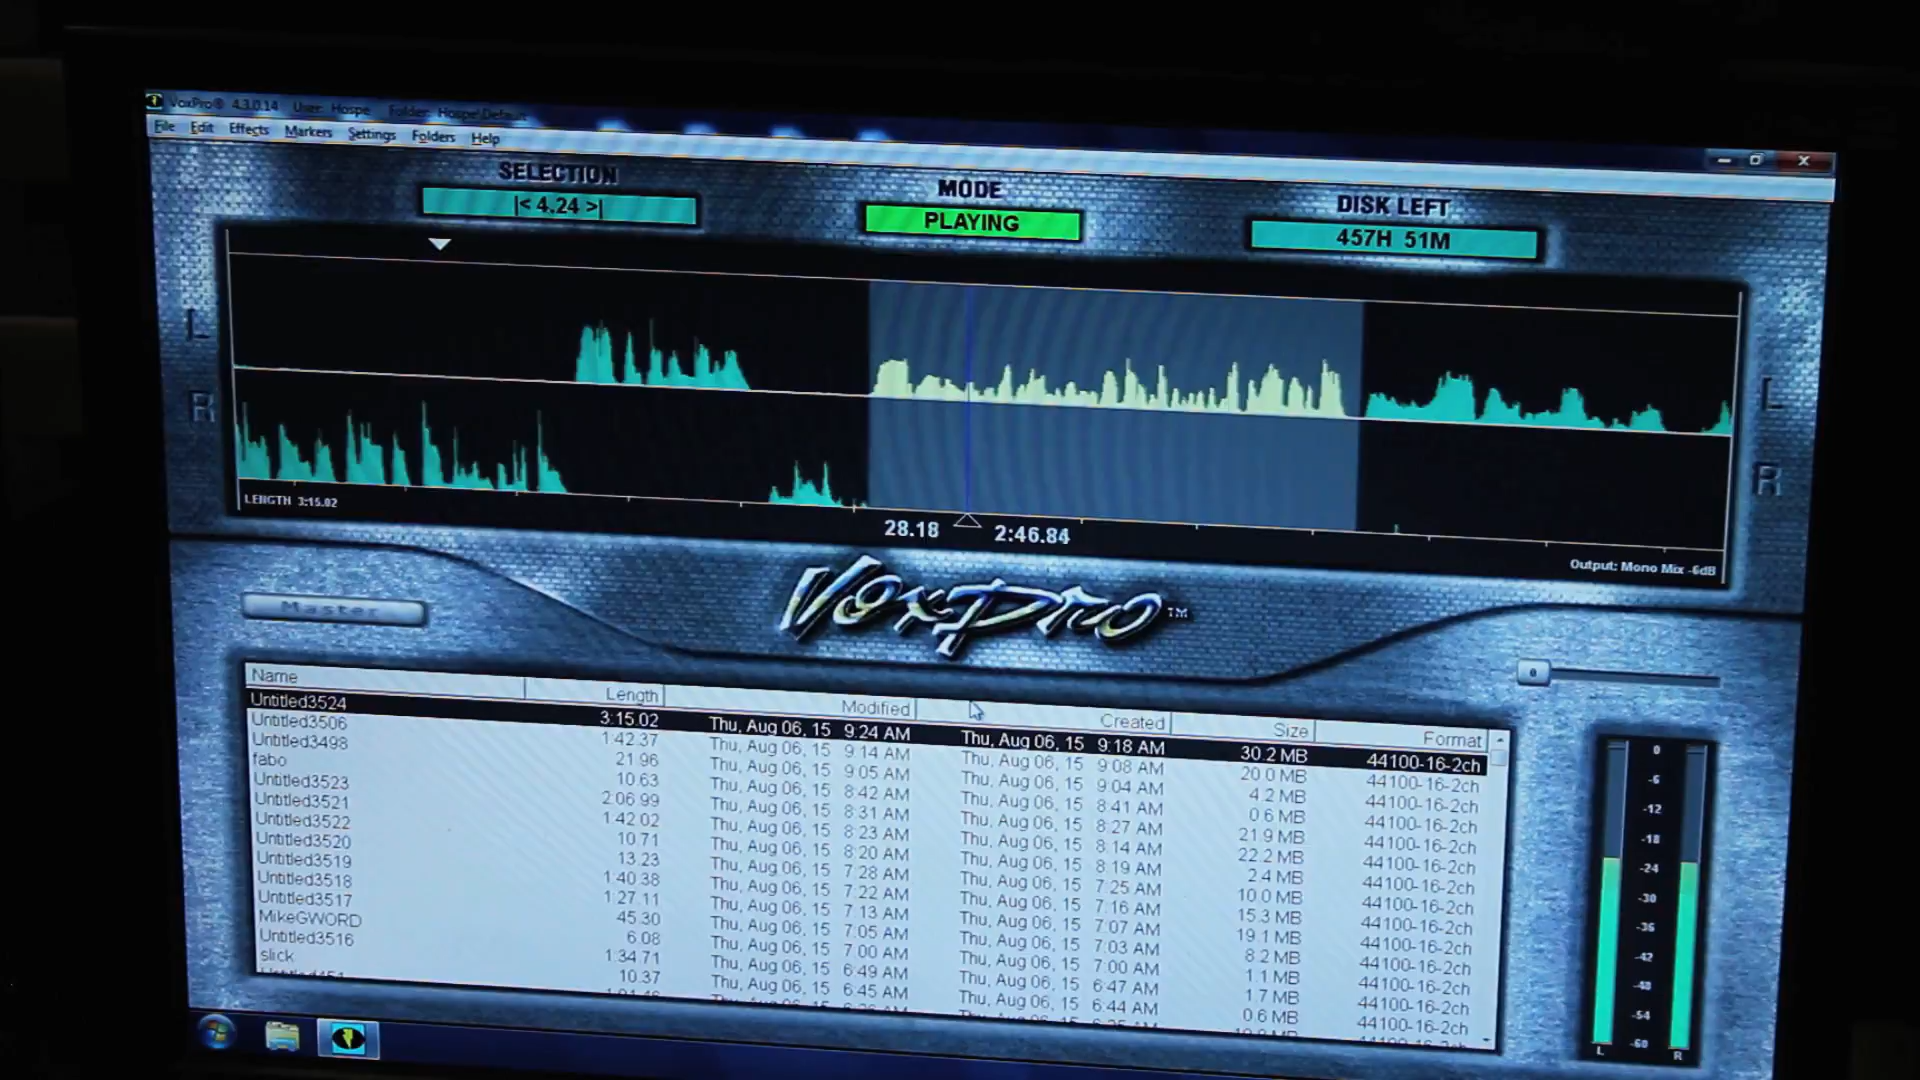 VoxPro® 4.3.0.14 User: Hospe Folder: Hospe\Default
File Edit Effects Markers Settings Folders Help
SELECTION MODE DISK LEFT
|< 4.24 >| PLAYING 457H 51M
L L
R R
LENGTH 3:15.02
28.18 2:46.84
Output: Mono Mix -6dB
Master
VoxPro™
Name Length Modified Created Size Format
Untitled3524 3:15.02 Thu, Aug 06, 15 9:24 AM Thu, Aug 06, 15 9:18 AM 30.2 MB 44100-16-2ch
Untitled3506 1:42.37 Thu, Aug 06, 15 9:14 AM Thu, Aug 06, 15 9:08 AM 20.0 MB 44100-16-2ch
Untitled3498 21.96 Thu, Aug 06, 15 9:05 AM Thu, Aug 06, 15 9:04 AM 4.2 MB 44100-16-2ch
fabo 10.63 Thu, Aug 06, 15 8:42 AM Thu, Aug 06, 15 8:41 AM 0.6 MB 44100-16-2ch
Untitled3523 2:06.99 Thu, Aug 06, 15 8:31 AM Thu, Aug 06, 15 8:27 AM 21.9 MB 44100-16-2ch
Untitled3521 1:42.02 Thu, Aug 06, 15 8:23 AM Thu, Aug 06, 15 8:14 AM 22.2 MB 44100-16-2ch
Untitled3522 10.71 Thu, Aug 06, 15 8:20 AM Thu, Aug 06, 15 8:19 AM 2.4 MB 44100-16-2ch
Untitled3520 13.23 Thu, Aug 06, 15 7:28 AM Thu, Aug 06, 15 7:25 AM 10.0 MB 44100-16-2ch
Untitled3519 1:40.38 Thu, Aug 06, 15 7:22 AM Thu, Aug 06, 15 7:16 AM 15.3 MB 44100-16-2ch
Untitled3518 1:27.11 Thu, Aug 06, 15 7:13 AM Thu, Aug 06, 15 7:07 AM 19.1 MB 44100-16-2ch
Untitled3517 45.30 Thu, Aug 06, 15 7:05 AM Thu, Aug 06, 15 7:03 AM 8.2 MB 44100-16-2ch
MikeGWORD 6.08 Thu, Aug 06, 15 7:00 AM Thu, Aug 06, 15 7:00 AM 1.1 MB 44100-16-2ch
Untitled3516 1:34.71 Thu, Aug 06, 15 6:49 AM Thu, Aug 06, 15 6:47 AM 1.7 MB 44100-16-2ch
slick 10.37 Thu, Aug 06, 15 6:45 AM Thu, Aug 06, 15 6:44 AM 0.6 MB 44100-16-2ch
0
-6
-12
-18
-24
-30
-36
-42
-48
-54
-60
L R